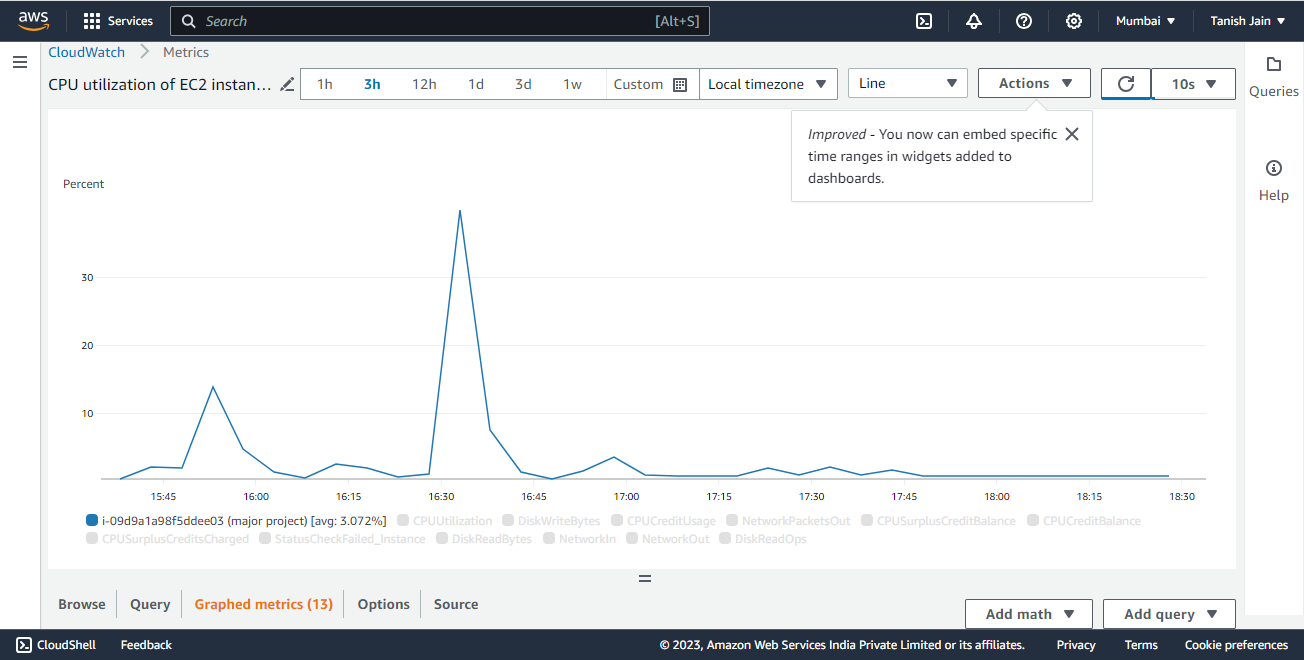 aws Services Search [Alt+S] Mumbai Tanish Jain
CloudWatch Metrics
CPU utilization of EC2 instan... 1h 3h 12h 1d 3d 1w Custom Local timezone Line Actions 10s
Queries
Improved - You now can embed specific
time ranges in widgets added to
dashboards.
Help
Percent
30
20
10
15:45 16:00 16:15 16:30 16:45 17:00 17:15 17:30 17:45 18:00 18:15 18:30
i-09d9a1a98f5ddee03 (major project) [avg: 3.072%] CPUUtilization DiskWriteBytes CPUCreditUsage NetworkPacketsOut CPUSurplusCreditBalance CPUCreditBalance
CPUSurplusCreditsCharged StatusCheckFailed_Instance DiskReadBytes NetworkIn NetworkOut DiskReadOps
Browse Query Graphed metrics (13) Options Source
Add math Add query
CloudShell Feedback © 2023, Amazon Web Services India Private Limited or its affiliates. Privacy Terms Cookie preferences